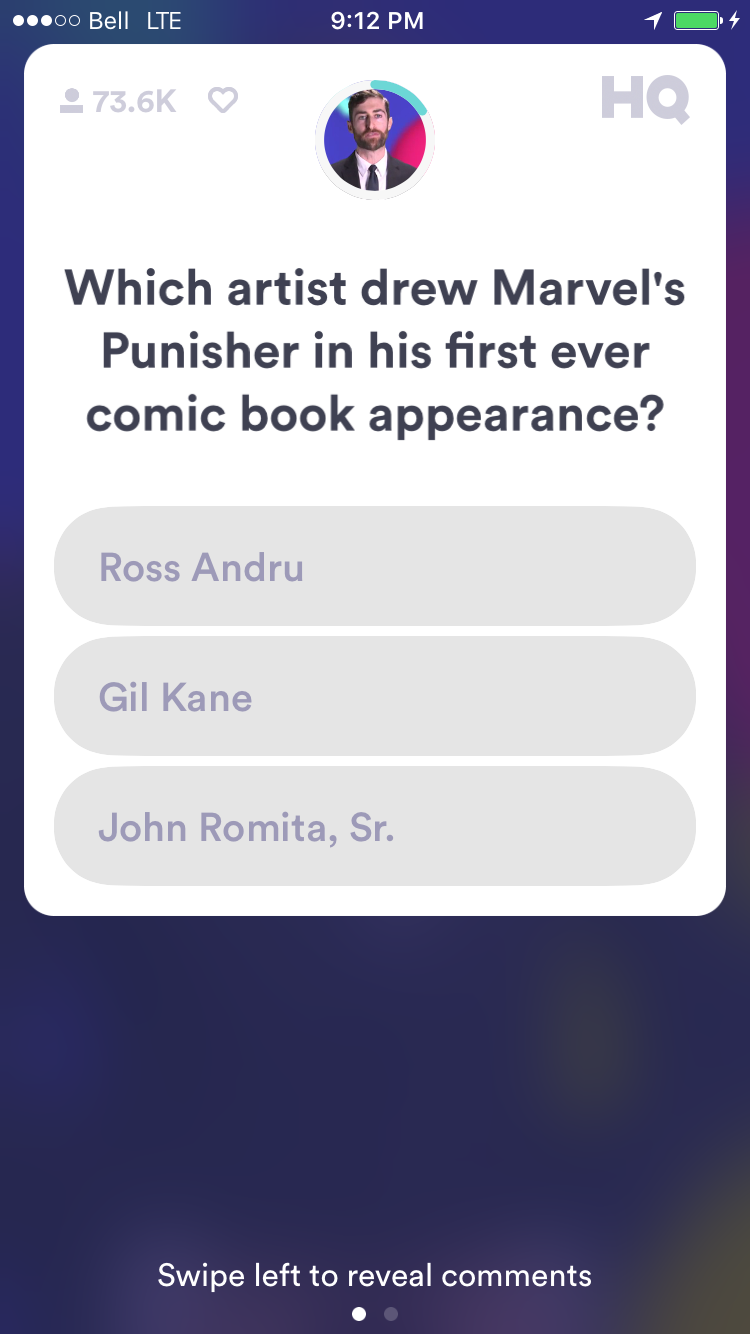 Bell LTE 9:12 PM
73.6K HQ
Which artist drew Marvel's
Punisher in his first ever
comic book appearance?
Ross Andru
Gil Kane
John Romita, Sr.
Swipe left to reveal comments